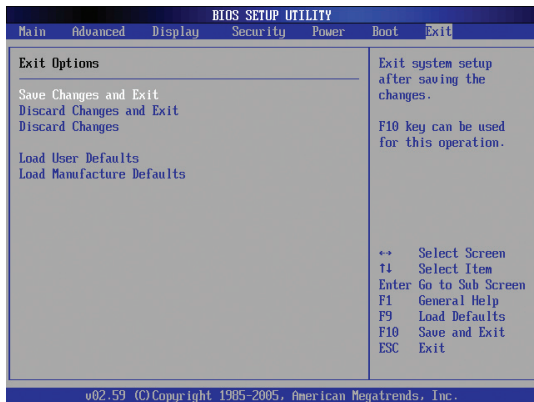 BIOS SETUP UTILITY
Main Advanced Display Security Power Boot Exit
Exit Options
Save Changes and Exit
Discard Changes and Exit
Discard Changes
Load User Defaults
Load Manufacture Defaults
Exit system setup
after saving the
changes.
F10 key can be used
for this operation.
↔ Select Screen
↑↓ Select Item
Enter Go to Sub Screen
F1 General Help
F9 Load Defaults
F10 Save and Exit
ESC Exit
v02.59 (C)Copyright 1985-2005, American Megatrends, Inc.